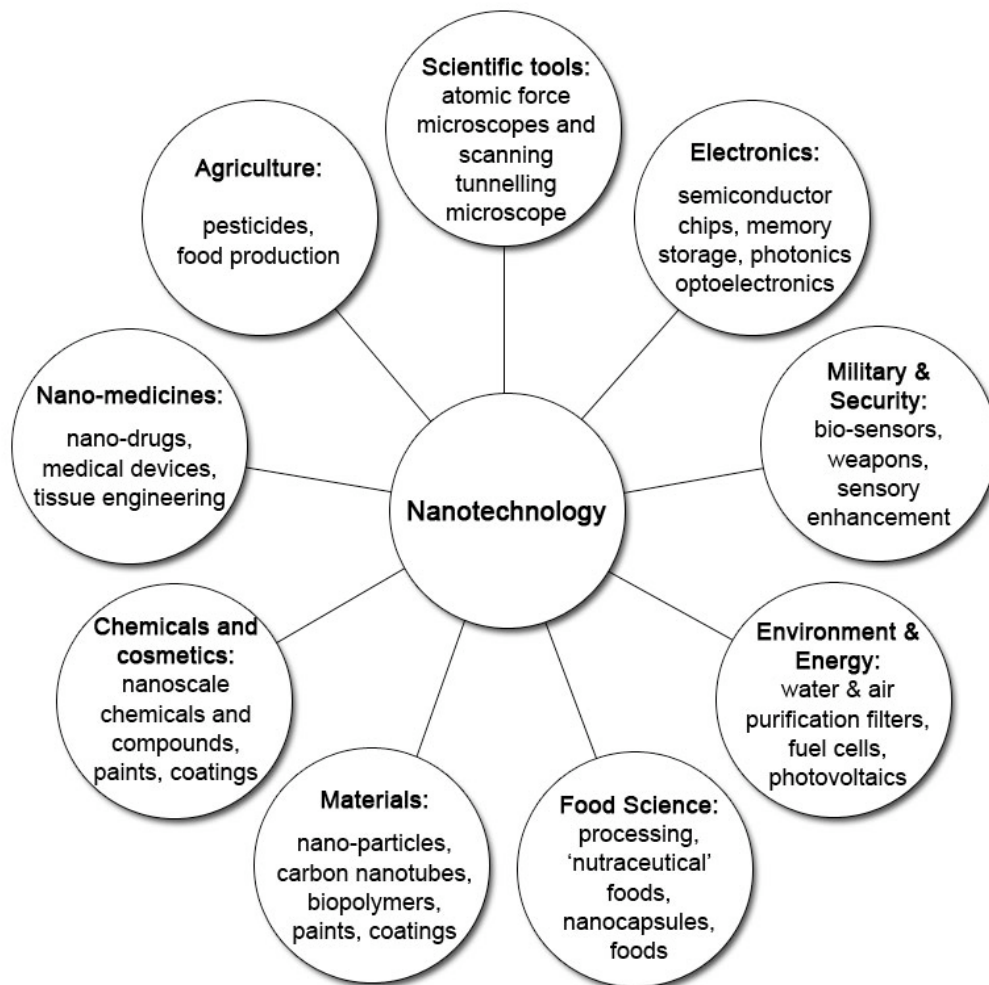 Scientific tools:
atomic force
microscopes and
scanning
tunnelling
microscope
Electronics:
semiconductor
chips, memory
storage, photonics
optoelectronics
Military &
Security:
bio-sensors,
weapons,
sensory
enhancement
Environment &
Energy:
water & air
purification filters,
fuel cells,
photovoltaics
Food Science:
processing,
‘nutraceutical’
foods,
nanocapsules,
foods
Materials:
nano-particles,
carbon nanotubes,
biopolymers,
paints, coatings
Chemicals and
cosmetics:
nanoscale
chemicals and
compounds,
paints, coatings
Nano-medicines:
nano-drugs,
medical devices,
tissue engineering
Agriculture:
pesticides,
food production
Nanotechnology